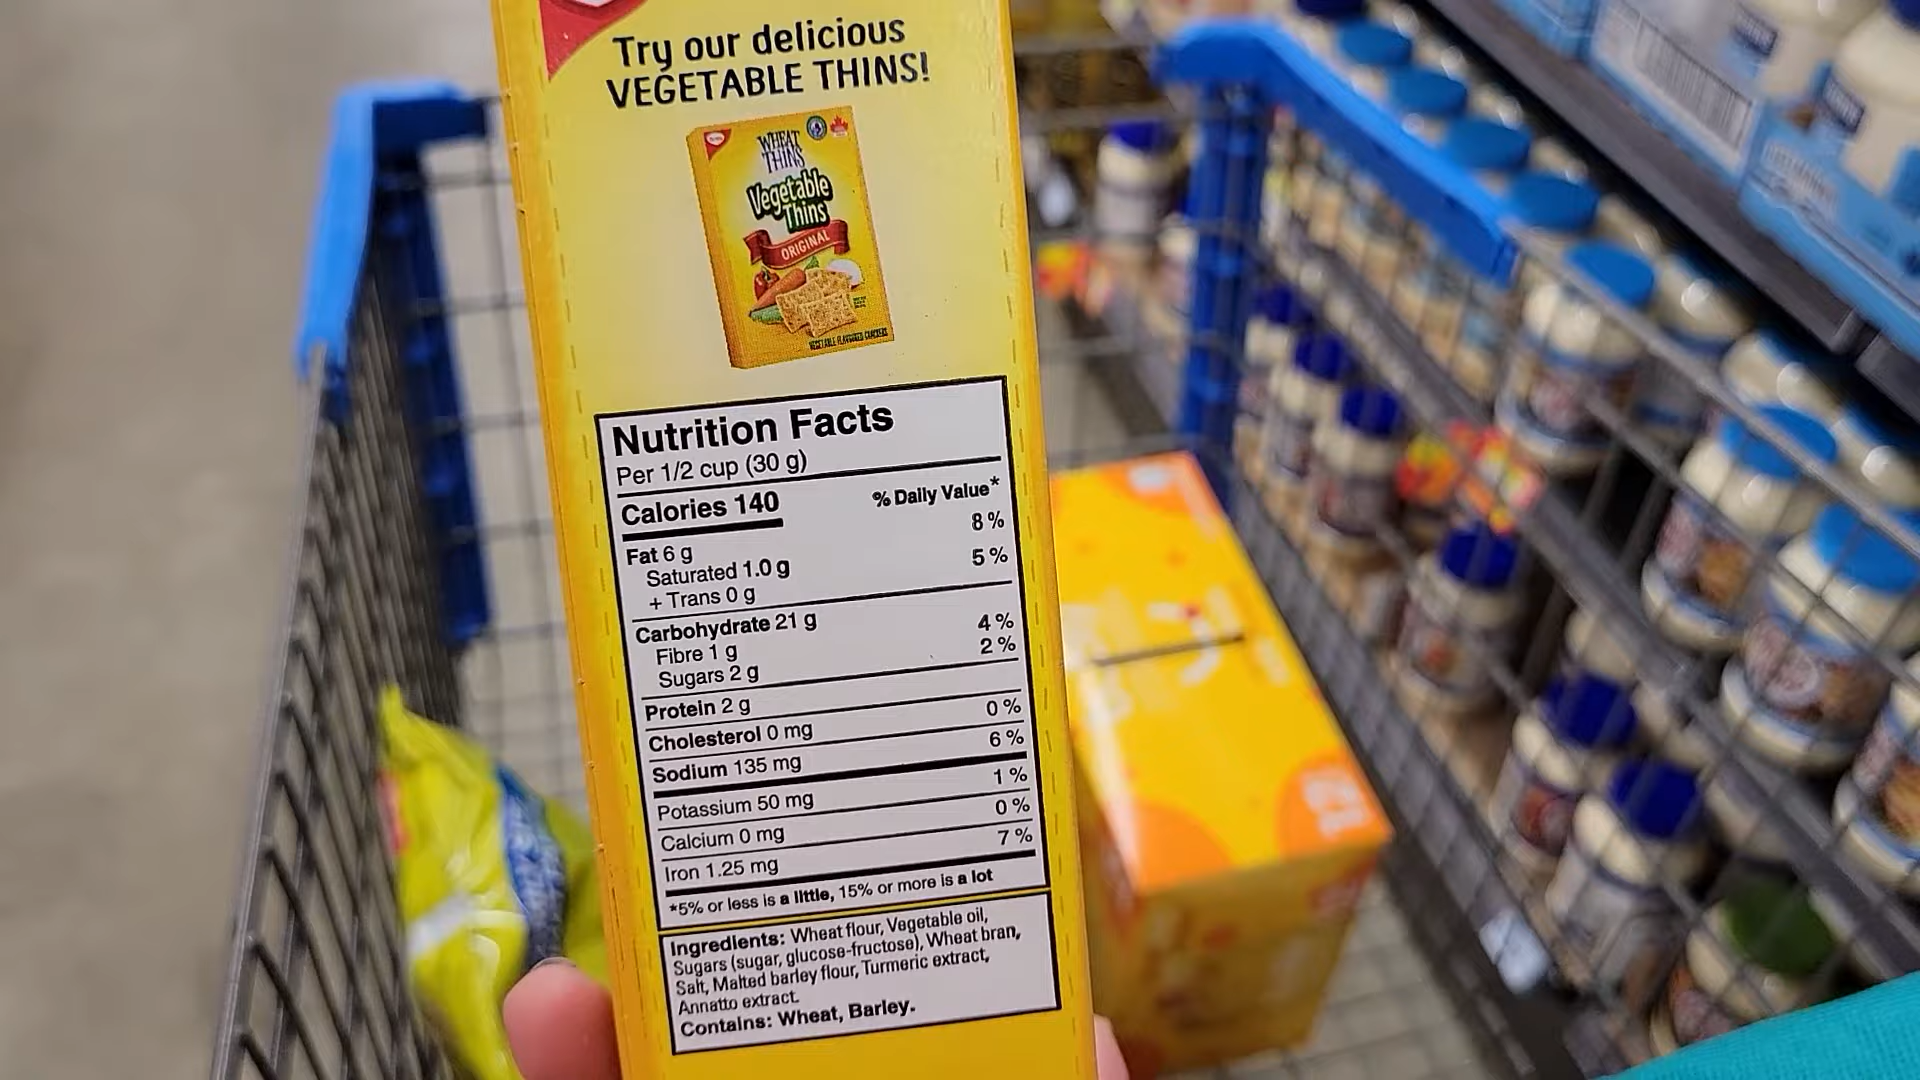 Try our delicious
VEGETABLE THINS!
WHEAT
THINS
Vegetable
Thins
ORIGINAL
VEGETABLE FLAVOURED CRACKERS
Nutrition Facts
Per 1/2 cup (30 g)
Calories 140 % Daily Value*
Fat 6 g 8 %
Saturated 1.0 g 5 %
+ Trans 0 g
Carbohydrate 21 g
Fibre 1 g 4 %
Sugars 2 g 2 %
Protein 2 g
Cholesterol 0 mg 0 %
Sodium 135 mg 6 %
Potassium 50 mg 1 %
Calcium 0 mg 0 %
Iron 1.25 mg 7 %
*5% or less is a little, 15% or more is a lot
Ingredients: Wheat flour, Vegetable oil,
Sugars (sugar, glucose-fructose), Wheat bran,
Salt, Malted barley flour, Turmeric extract,
Annatto extract.
Contains: Wheat, Barley.
12